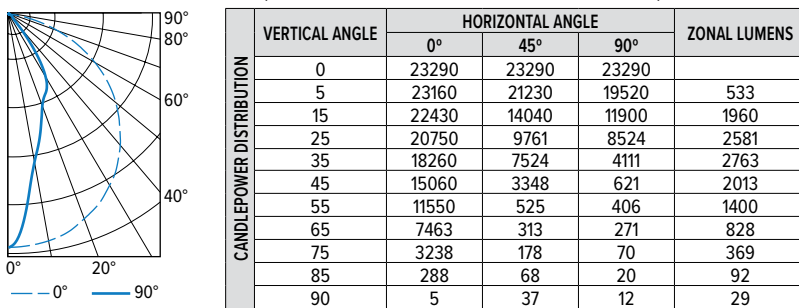 90°
80°
60°
40°
0° 20°
0° 90°
CANDLEPOWER DISTRIBUTION
VERTICAL ANGLE HORIZONTAL ANGLE ZONAL LUMENS
0º 45º 90º
0 23290 23290 23290
5 23160 21230 19520 533
15 22430 14040 11900 1960
25 20750 9761 8524 2581
35 18260 7524 4111 2763
45 15060 3348 621 2013
55 11550 525 406 1400
65 7463 313 271 828
75 3238 178 70 369
85 288 68 20 92
90 5 37 12 29